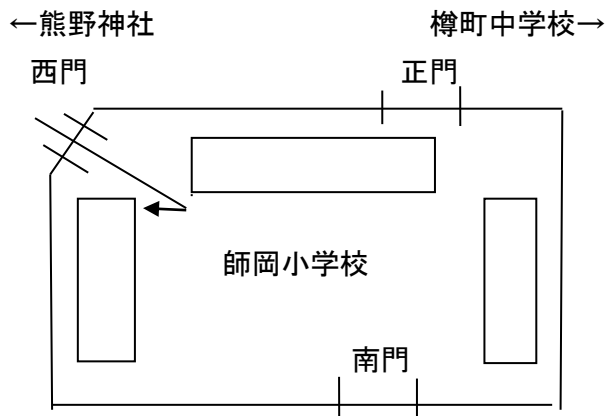 ←熊野神社
樽町中学校→
西門
正門
師岡小学校
南門